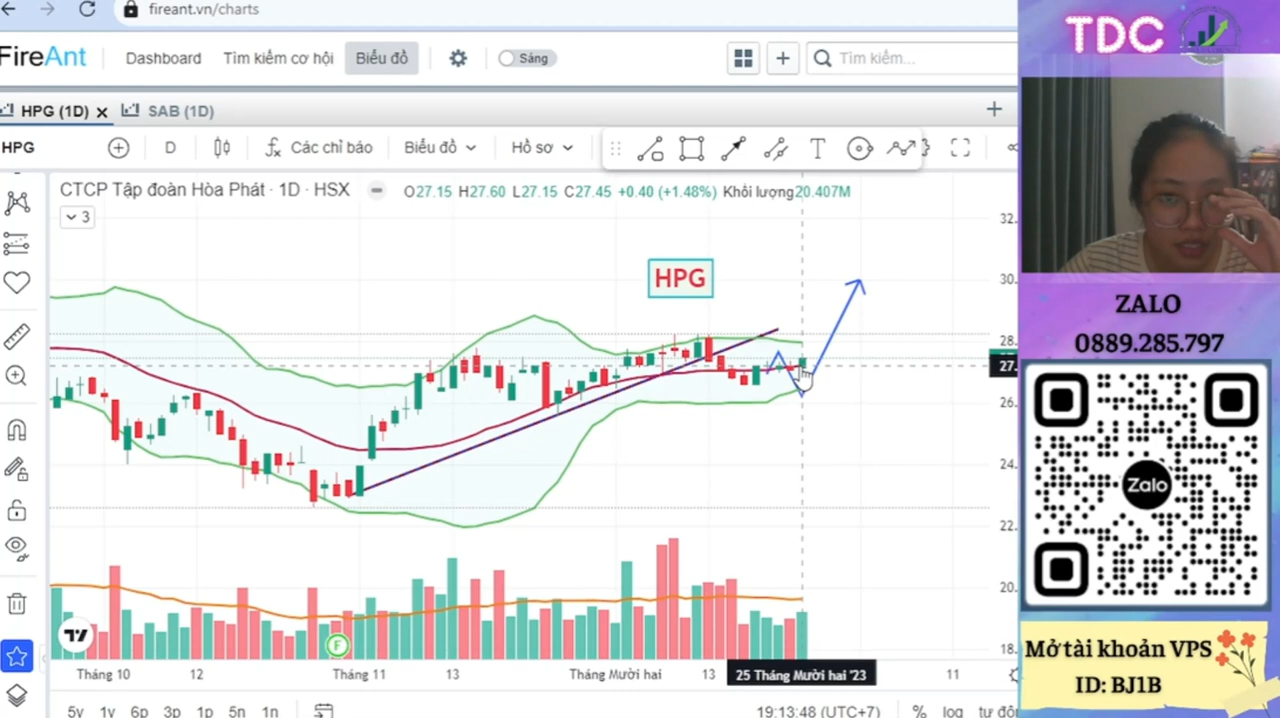 fireant.vn/charts
FireAnt
Dashboard
Tìm kiếm cơ hội
Biểu đồ
Sáng
Tìm kiếm...
HPG (1D)
SAB (1D)
HPG
D
Các chỉ báo
Biểu đồ
Hồ sơ
CTCP Tập đoàn Hòa Phát · 1D · HSX
O27.15 H27.60 L27.15 C27.45 +0.40 (+1.48%) Khối lượng20.407M
3
HPG
32.
30.
28.
27.
26.
24.
22.
20.
18.
F
Tháng 10
12
Tháng 11
13
Tháng Mười hai
13
25 Tháng Mười hai '23
11
5y
1y
6p
3p
1p
5n
1n
19:13:48 (UTC+7)
%
log
tự độ
TDC
ZALO
0889.285.797
Zalo
Mở tài khoản VPS
ID: BJ1B